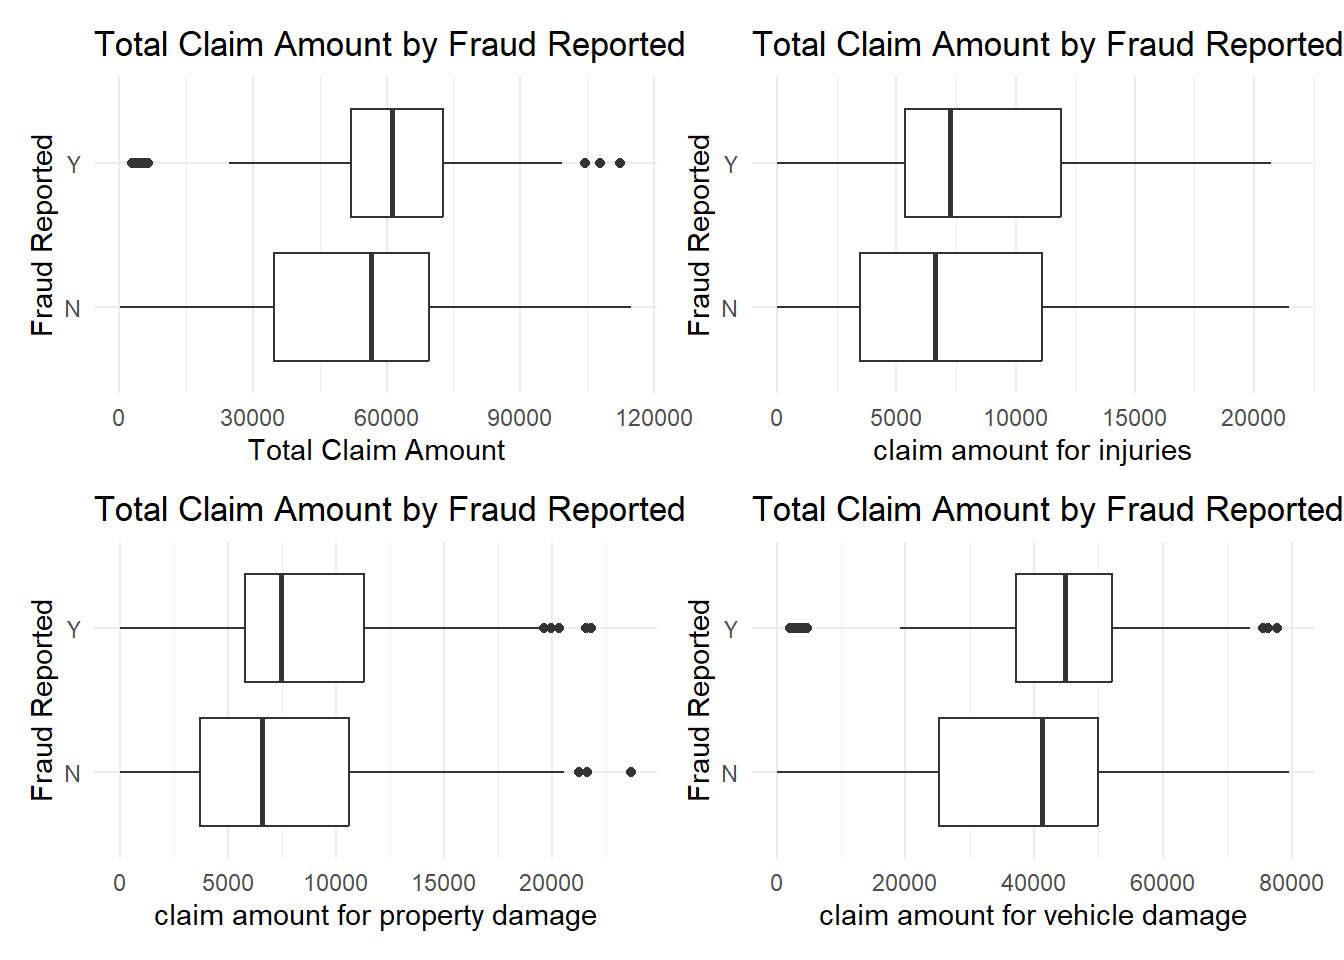 Total Claim Amount by Fraud Reported
Fraud Reported
Y
N
0 30000 60000 90000 120000
Total Claim Amount
Total Claim Amount by Fraud Reported
Fraud Reported
Y
N
0 5000 10000 15000 20000
claim amount for injuries
Total Claim Amount by Fraud Reported
Fraud Reported
Y
N
0 5000 10000 15000 20000
claim amount for property damage
Total Claim Amount by Fraud Reported
Fraud Reported
Y
N
0 20000 40000 60000 80000
claim amount for vehicle damage